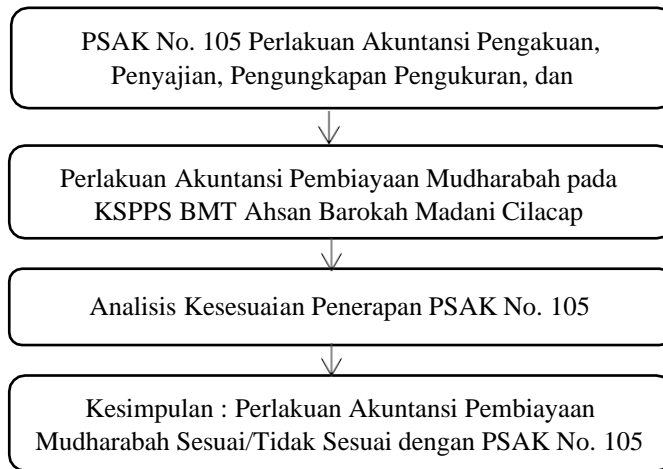 PSAK No. 105 Perlakuan Akuntansi Pengakuan,
Penyajian, Pengungkapan Pengukuran, dan
Perlakuan Akuntansi Pembiayaan Mudharabah pada
KSPPS BMT Ahsan Barokah Madani Cilacap
Analisis Kesesuaian Penerapan PSAK No. 105
Kesimpulan : Perlakuan Akuntansi Pembiayaan
Mudharabah Sesuai/Tidak Sesuai dengan PSAK No. 105